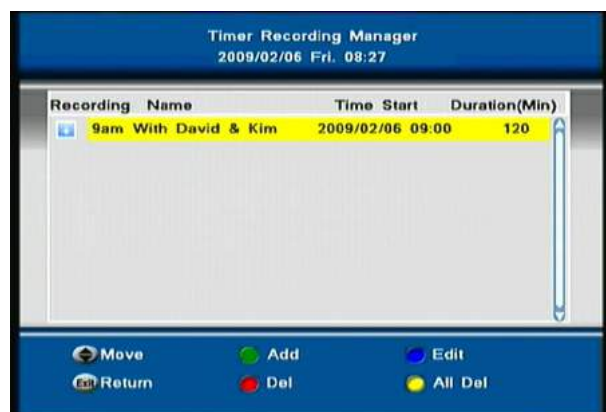 Timer Recording Manager
2009/02/06 Fri. 08:27
Recording Name Time Start Duration(Min)
9am With David & Kim 2009/02/06 09:00 120
Move Add Edit
Exit Return Del All Del